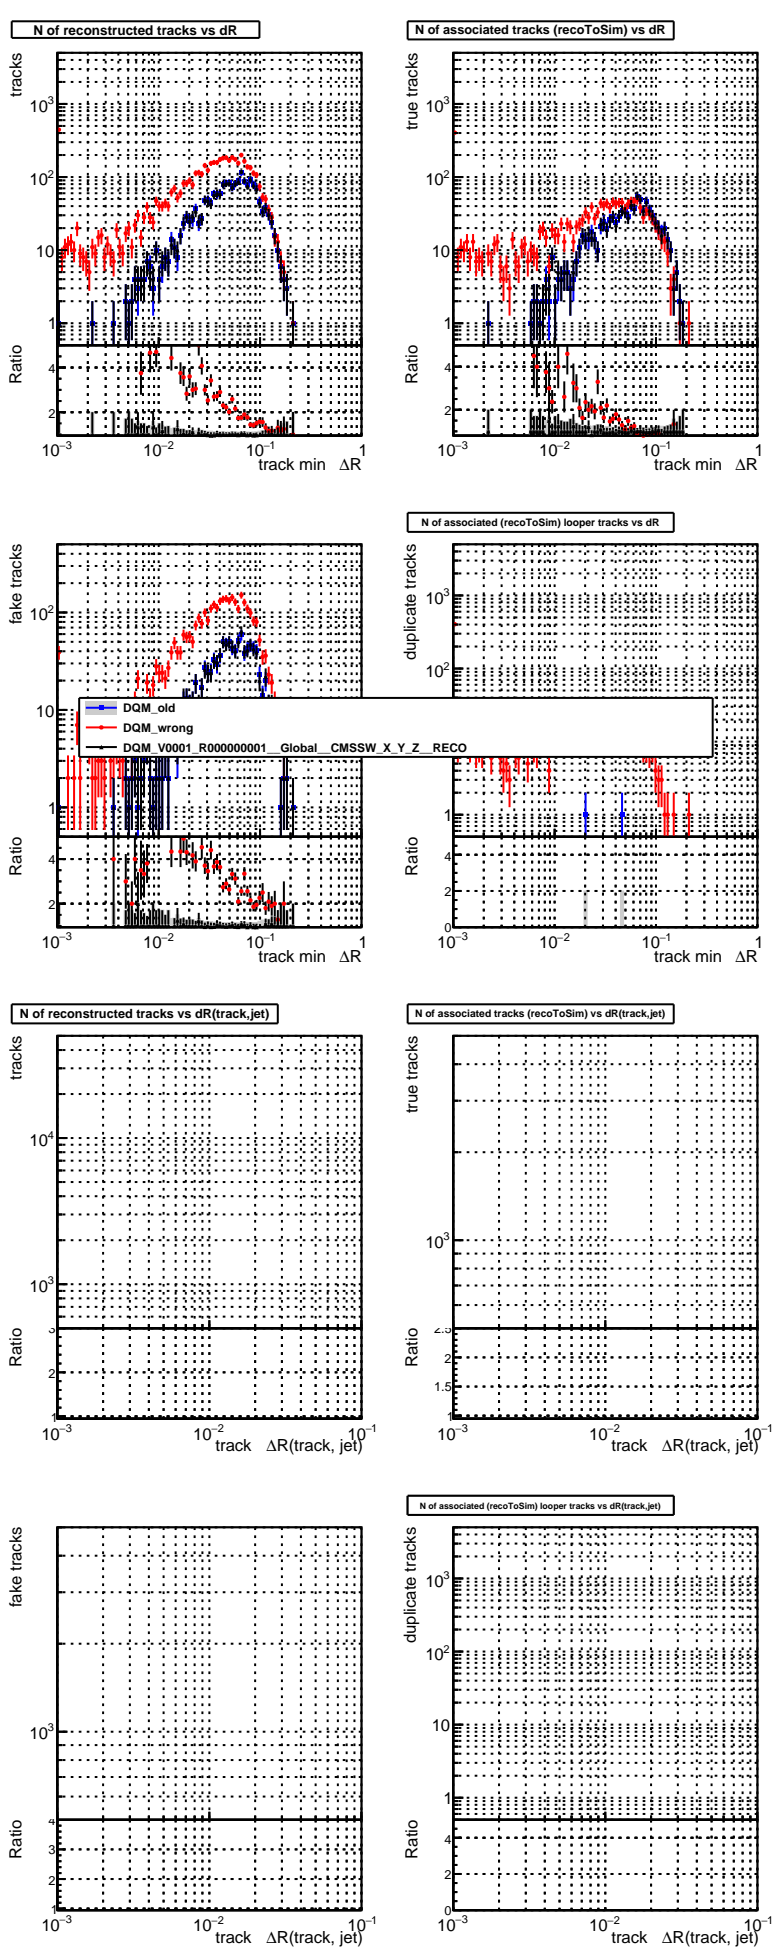 N of reconstructed tracks vs dR
tracks
10³
10²
10
1
Ratio
4
2
10⁻³
10⁻²
10⁻¹
1
track min ΔR
N of associated tracks (recoToSim) vs dR
true tracks
10³
10²
10
1
Ratio
4
2
10⁻³
10⁻²
10⁻¹
1
track min ΔR
fake tracks
10²
10
1
Ratio
4
2
10⁻³
10⁻²
10⁻¹
1
track min ΔR
N of associated (recoToSim) looper tracks vs dR
duplicate tracks
10³
10²
1
Ratio
4
2
0
10⁻³
10⁻²
10⁻¹
1
track min ΔR
DQM_old
DQM_wrong
DQM_V0001_R000000001__Global__CMSSW_X_Y_Z__RECO
N of reconstructed tracks vs dR(track,jet)
tracks
10⁴
10³
Ratio
3
2
1
10⁻³
10⁻²
10⁻¹
track ΔR(track, jet)
N of associated tracks (recoToSim) vs dR(track,jet)
true tracks
10³
Ratio
2.5
2
1.5
1
10⁻³
10⁻²
10⁻¹
track ΔR(track, jet)
fake tracks
10³
Ratio
4
3
2
1
10⁻³
10⁻²
10⁻¹
track ΔR(track, jet)
N of associated (recoToSim) looper tracks vs dR(track,jet)
duplicate tracks
10³
10²
10
1
Ratio
4
2
0
10⁻³
10⁻²
10⁻¹
track ΔR(track, jet)